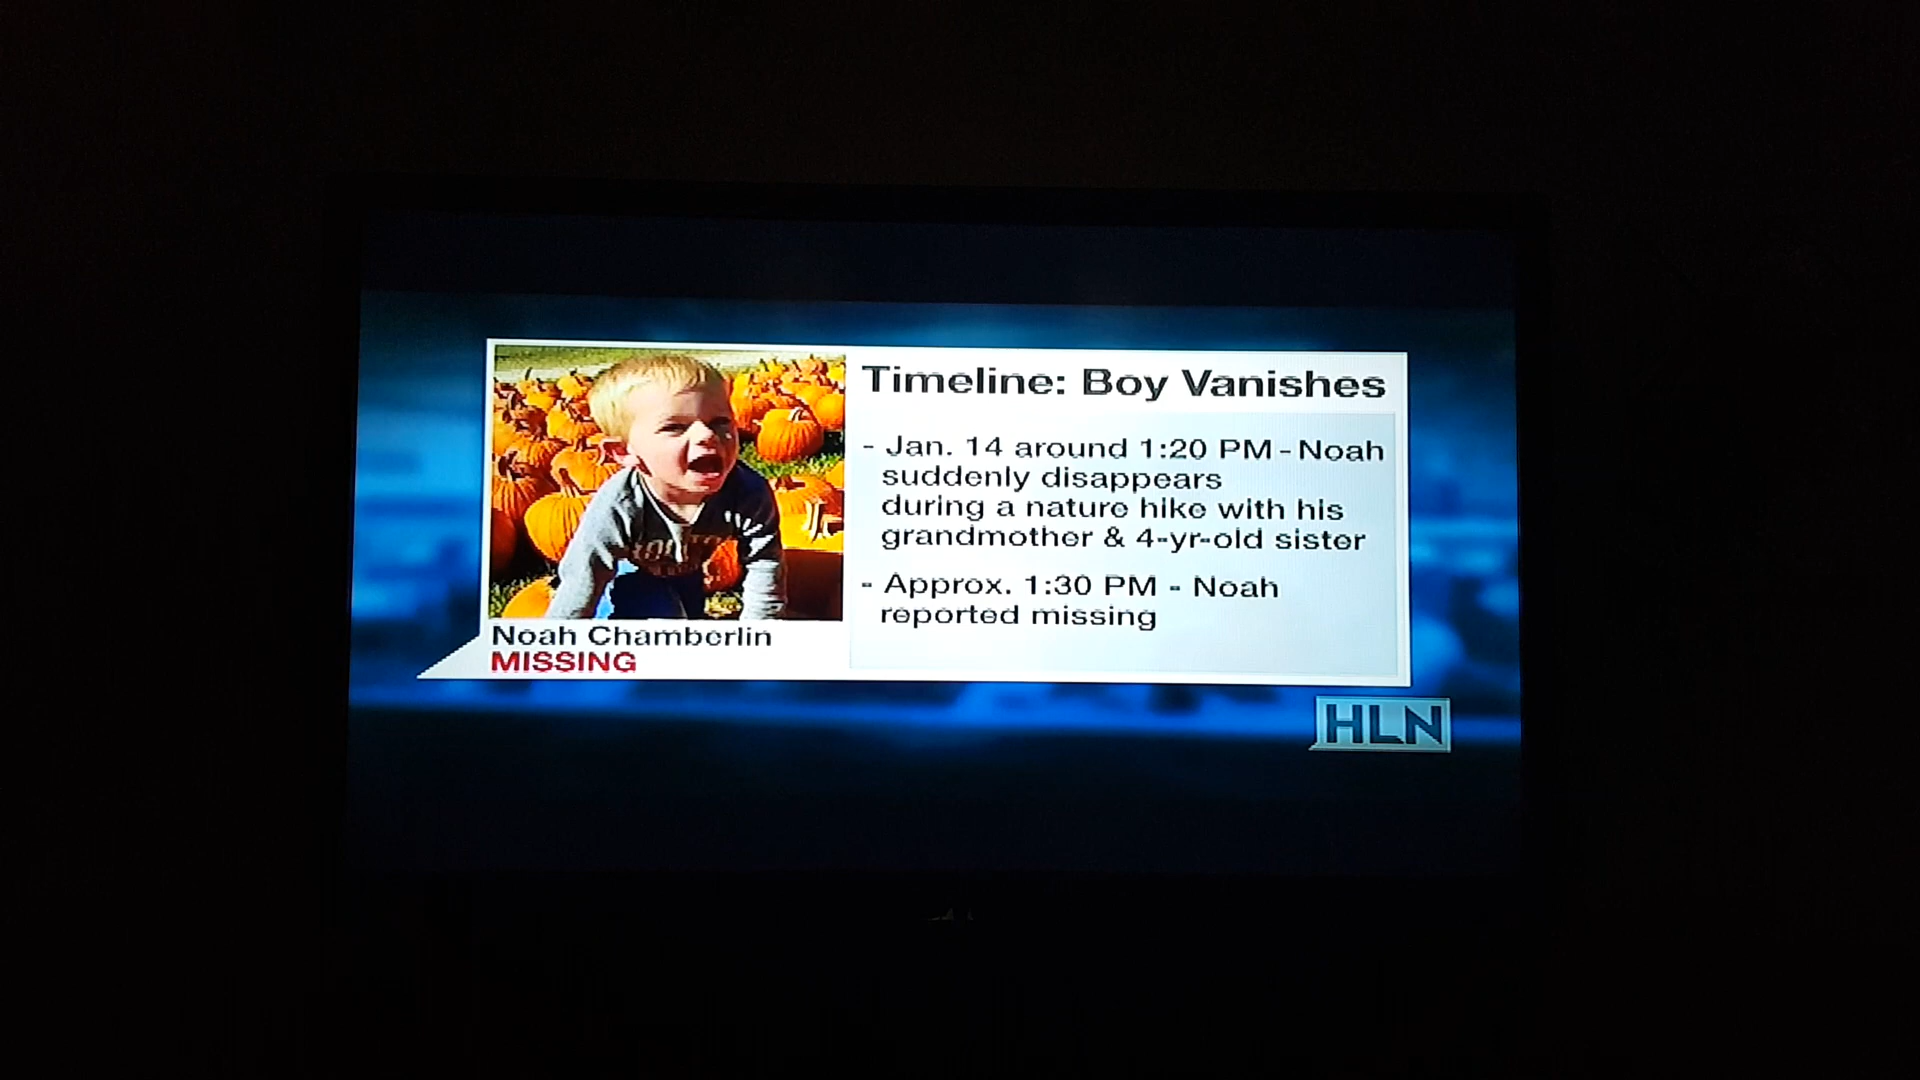 Timeline: Boy Vanishes
- Jan. 14 around 1:20 PM - Noah
suddenly disappears
during a nature hike with his
grandmother & 4-yr-old sister
- Approx. 1:30 PM - Noah
reported missing
Noah Chamberlin
MISSING
HLN